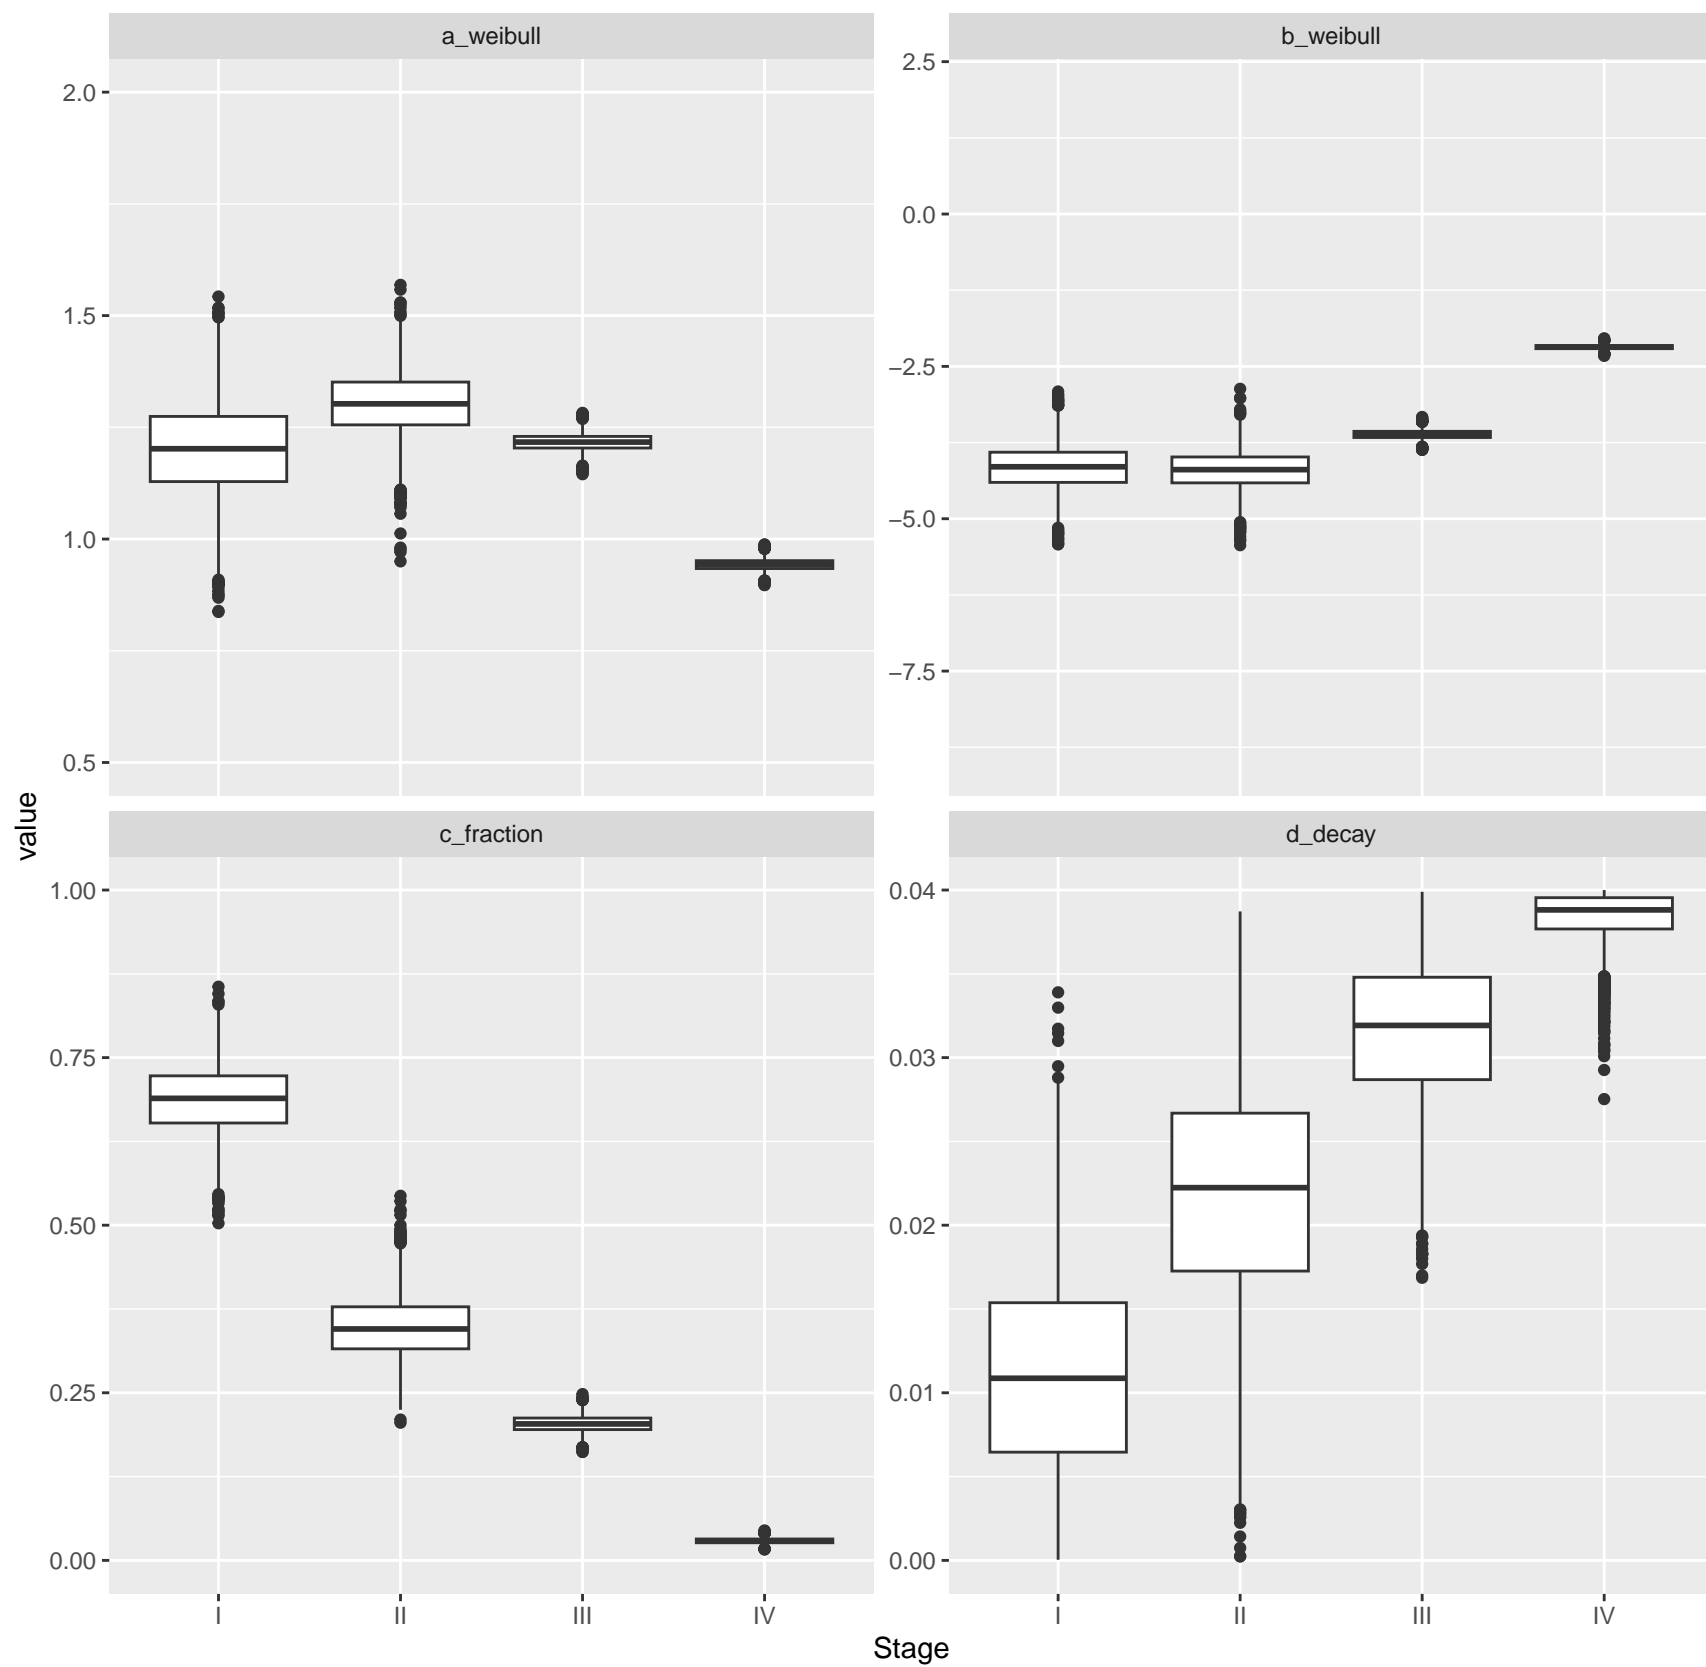 a_weibull
b_weibull
2.0
1.5
1.0
0.5
2.5
0.0
−2.5
−5.0
−7.5
value
c_fraction
d_decay
1.00
0.75
0.50
0.25
0.00
0.04
0.03
0.02
0.01
0.00
I II III IV
I II III IV
Stage